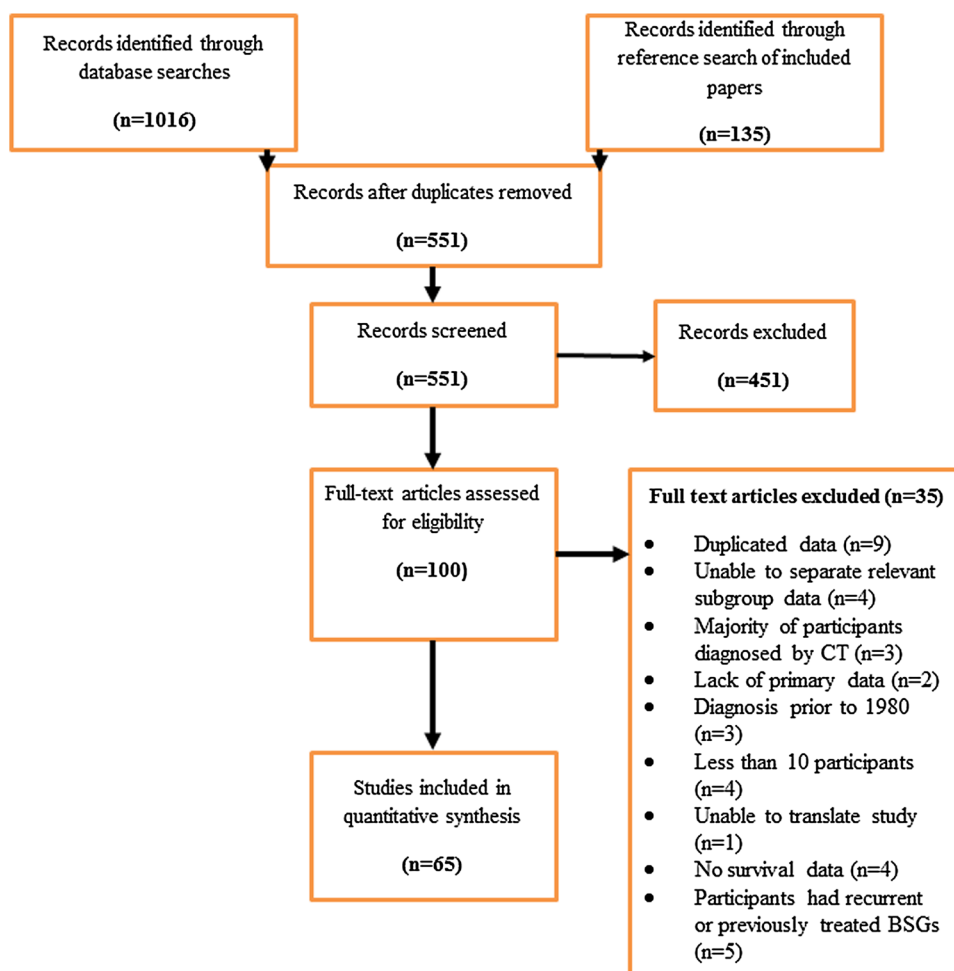 Records identified through
database searches
(n=1016)
Records identified through
reference search of included
papers
(n=135)
Records after duplicates removed
(n=551)
Records screened
(n=551)
Records excluded
(n=451)
Full-text articles assessed
for eligibility
(n=100)
Full text articles excluded (n=35)
• Duplicated data (n=9)
• Unable to separate relevant
subgroup data (n=4)
• Majority of participants
diagnosed by CT (n=3)
• Lack of primary data (n=2)
• Diagnosis prior to 1980
(n=3)
• Less than 10 participants
(n=4)
• Unable to translate study
(n=1)
• No survival data (n=4)
• Participants had recurrent
or previously treated BSGs
(n=5)
Studies included in
quantitative synthesis
(n=65)